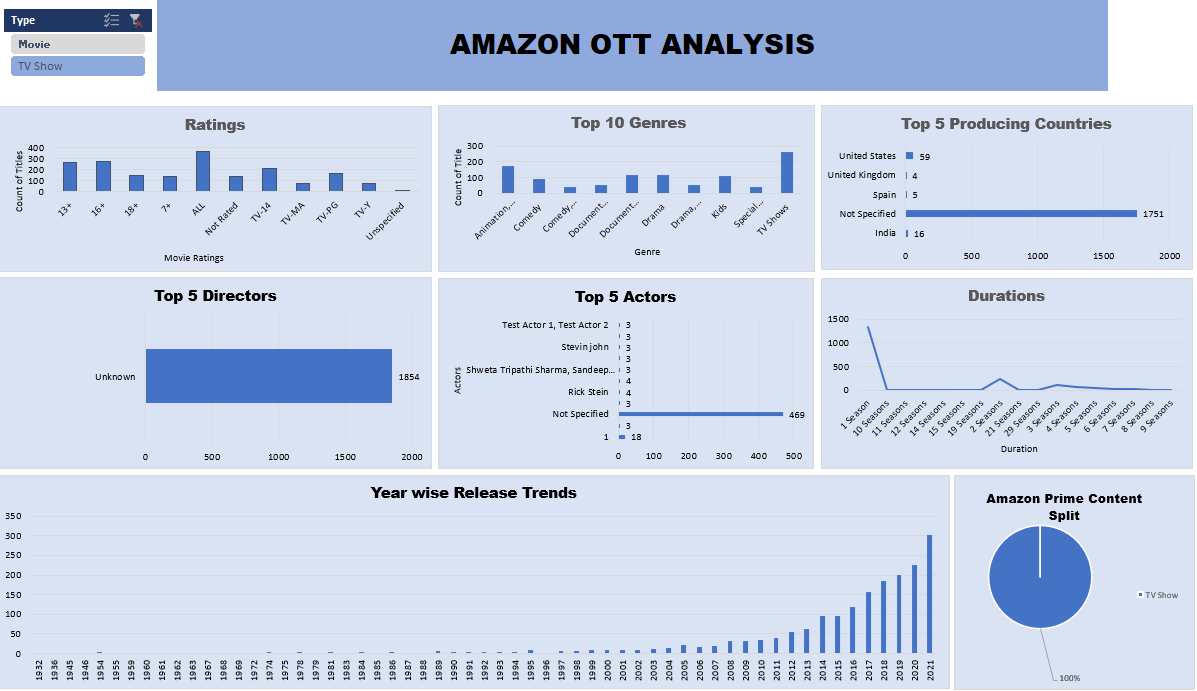 Type
Movie
TV Show
AMAZON OTT ANALYSIS
Ratings
Count of Titles
400
300
200
100
0
13+
16+
18+
7+
ALL
Not Rated
TV-14
TV-MA
TV-PG
TV-Y
Unspecified
Movie Ratings
Top 10 Genres
Count of Title
300
200
100
0
Animation,...
Comedy
Comedy,...
Document...
Document...
Drama
Drama,...
Kids
Special...
TV Shows
Genre
Top 5 Producing Countries
United States 59
United Kingdom 4
Spain 5
Not Specified 1751
India 16
0 500 1000 1500 2000
Top 5 Directors
Unknown 1854
0 500 1000 1500 2000
Top 5 Actors
Actors
Test Actor 1, Test Actor 2 3
3
Stevin john 3
3
Shweta Tripathi Sharma, Sandeep... 3
4
Rick Stein 4
3
Not Specified 469
3
1 18
0 100 200 300 400 500
Durations
1500
1000
500
0
1 Season
10 Seasons
11 Seasons
12 Seasons
14 Seasons
15 Seasons
19 Seasons
2 Seasons
21 Seasons
29 Seasons
3 Seasons
4 Seasons
5 Seasons
6 Seasons
7 Seasons
8 Seasons
9 Seasons
Duration
Year wise Release Trends
350
300
250
200
150
100
50
0
1932 1936 1945 1946 1954 1955 1959 1960 1961 1962 1963 1967 1968 1969 1972 1974 1975 1978 1979 1981 1983 1984 1985 1986 1987 1988 1989 1990 1991 1992 1993 1994 1995 1996 1997 1998 1999 2000 2001 2002 2003 2004 2005 2006 2007 2008 2009 2010 2011 2012 2013 2014 2015 2016 2017 2018 2019 2020 2021
Amazon Prime Content
Split
TV Show
100%